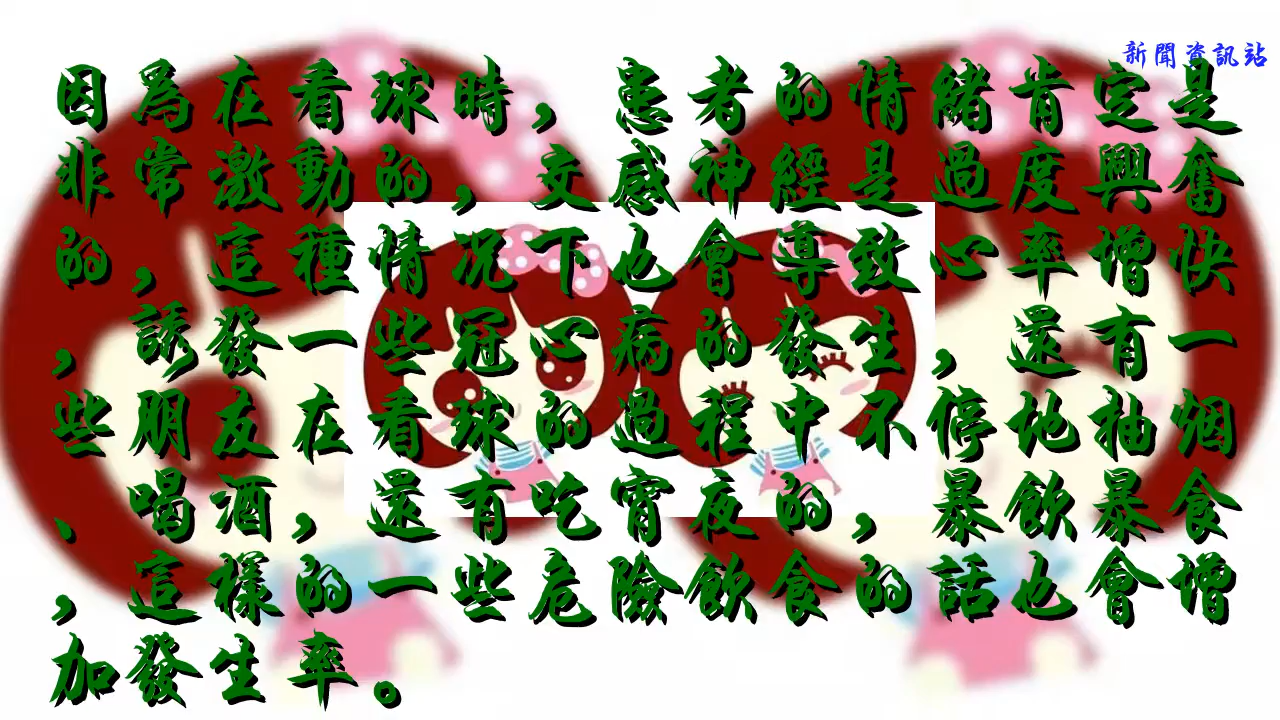 新聞資訊站
因為在看球時，患者的情緒肯定是
非常激動的，交感神經是過度興奮
的，這種情況下也會導致心率增快
，誘發一些冠心病的發生，還有一
些朋友在看球的過程中不停地抽烟
、喝酒，還有吃宵夜的，暴飲暴食
，這樣的一些危險飲食的話也會增
加發生率。